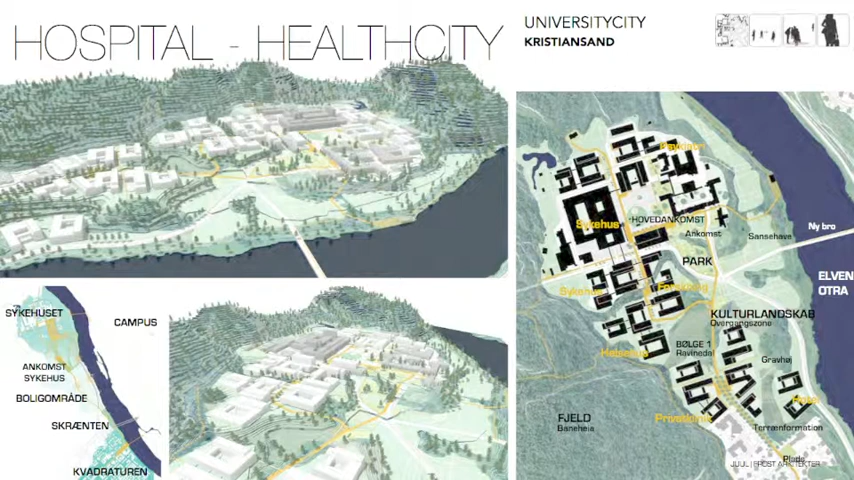 HOSPITAL - HEALTHCITY
UNIVERSITYCITY
KRISTIANSAND
SYKEHUSET
CAMPUS
ANKOMST
SYKEHUS
BOLIGOMRÅDE
SKRÆNTEN
KVADRATUREN
Sykehus
HOVEDANKOMST
Ankomst
Sansehave
Ny bro
PARK
ELVEN
OTRA
Sykehus
Forskning
KULTURLANDSKAB
Overgangszone
BØLGE 1
Ravinedal
Gravhøj
FJELD
Baneheia
Terrænformation
Plads
JUUL | FROST ARKITEKTER